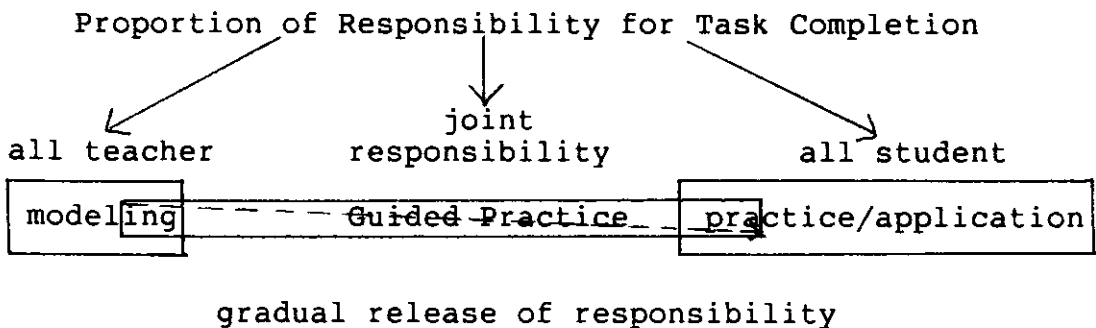 Proportion of Responsibility for Task Completion
joint
all teacher responsibility all student
modeling Guided Practice practice/application
gradual release of responsibility